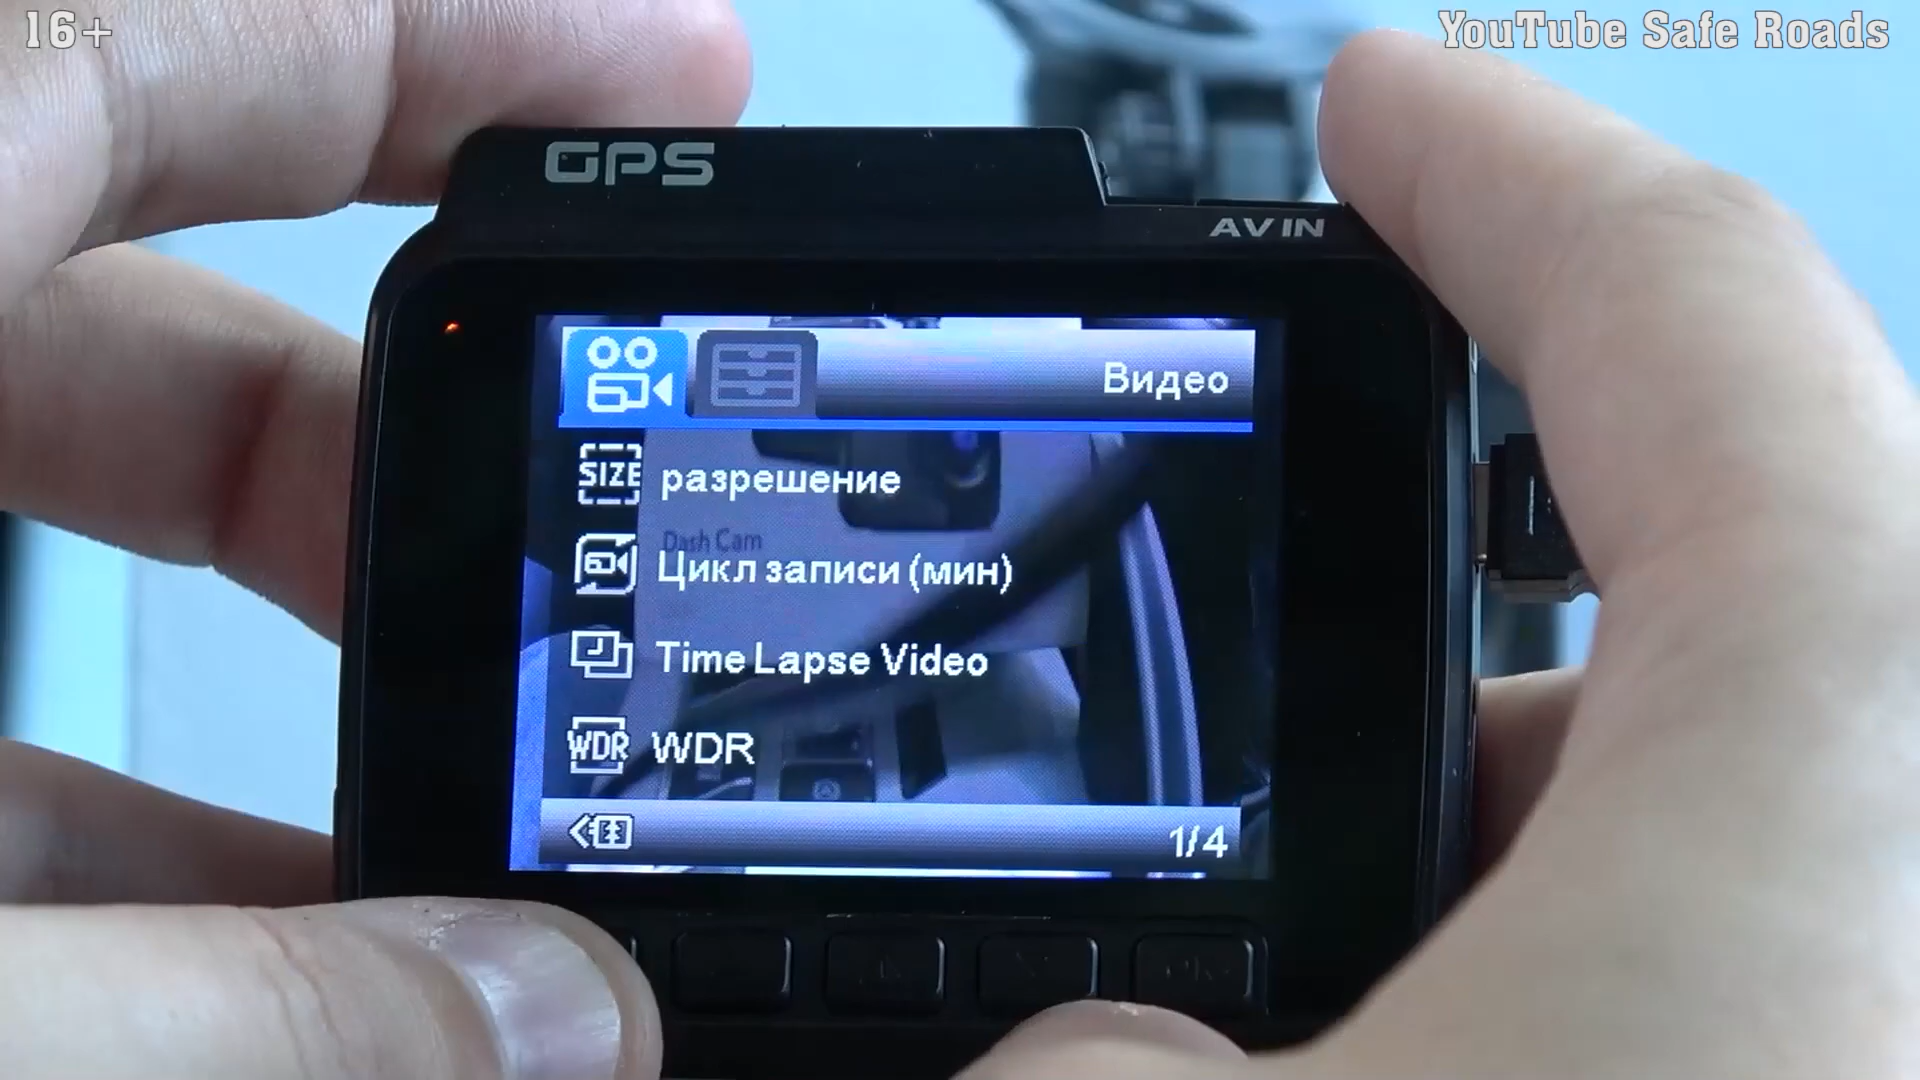 16+
YouTube Safe Roads
GPS
AV IN
Видео
SIZE разрешение
Dash Cam
Цикл записи (мин)
Time Lapse Video
WDR WDR
1/4